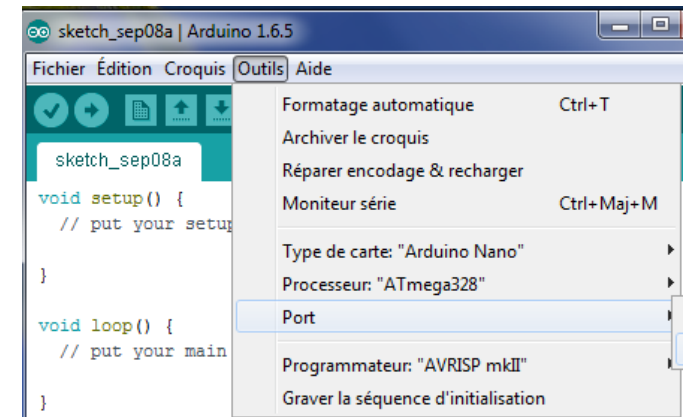 sketch_sep08a | Arduino 1.6.5
Fichier Édition Croquis Outils Aide
sketch_sep08a
void setup() {
// put your setup
}
void loop() {
// put your main
}
Formatage automatique Ctrl+T
Archiver le croquis
Réparer encodage & recharger
Moniteur série Ctrl+Maj+M
Type de carte: "Arduino Nano"
Processeur: "ATmega328"
Port
Programmateur: "AVRISP mkII"
Graver la séquence d'initialisation